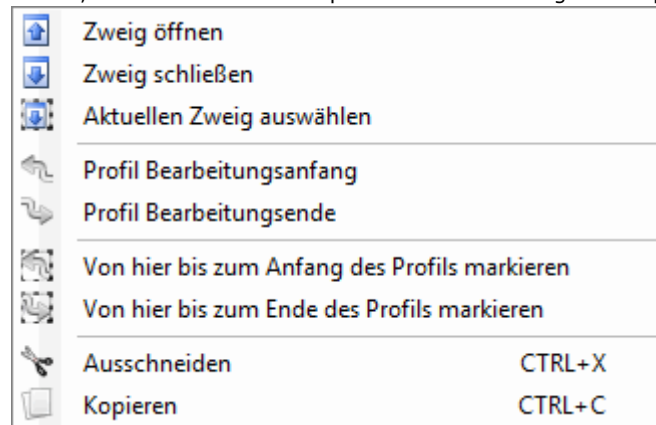 Zweig öffnen
Zweig schließen
Aktuellen Zweig auswählen
Profil Bearbeitungsanfang
Profil Bearbeitungsende
Von hier bis zum Anfang des Profils markieren
Von hier bis zum Ende des Profils markieren
Ausschneiden CTRL+X
Kopieren CTRL+C